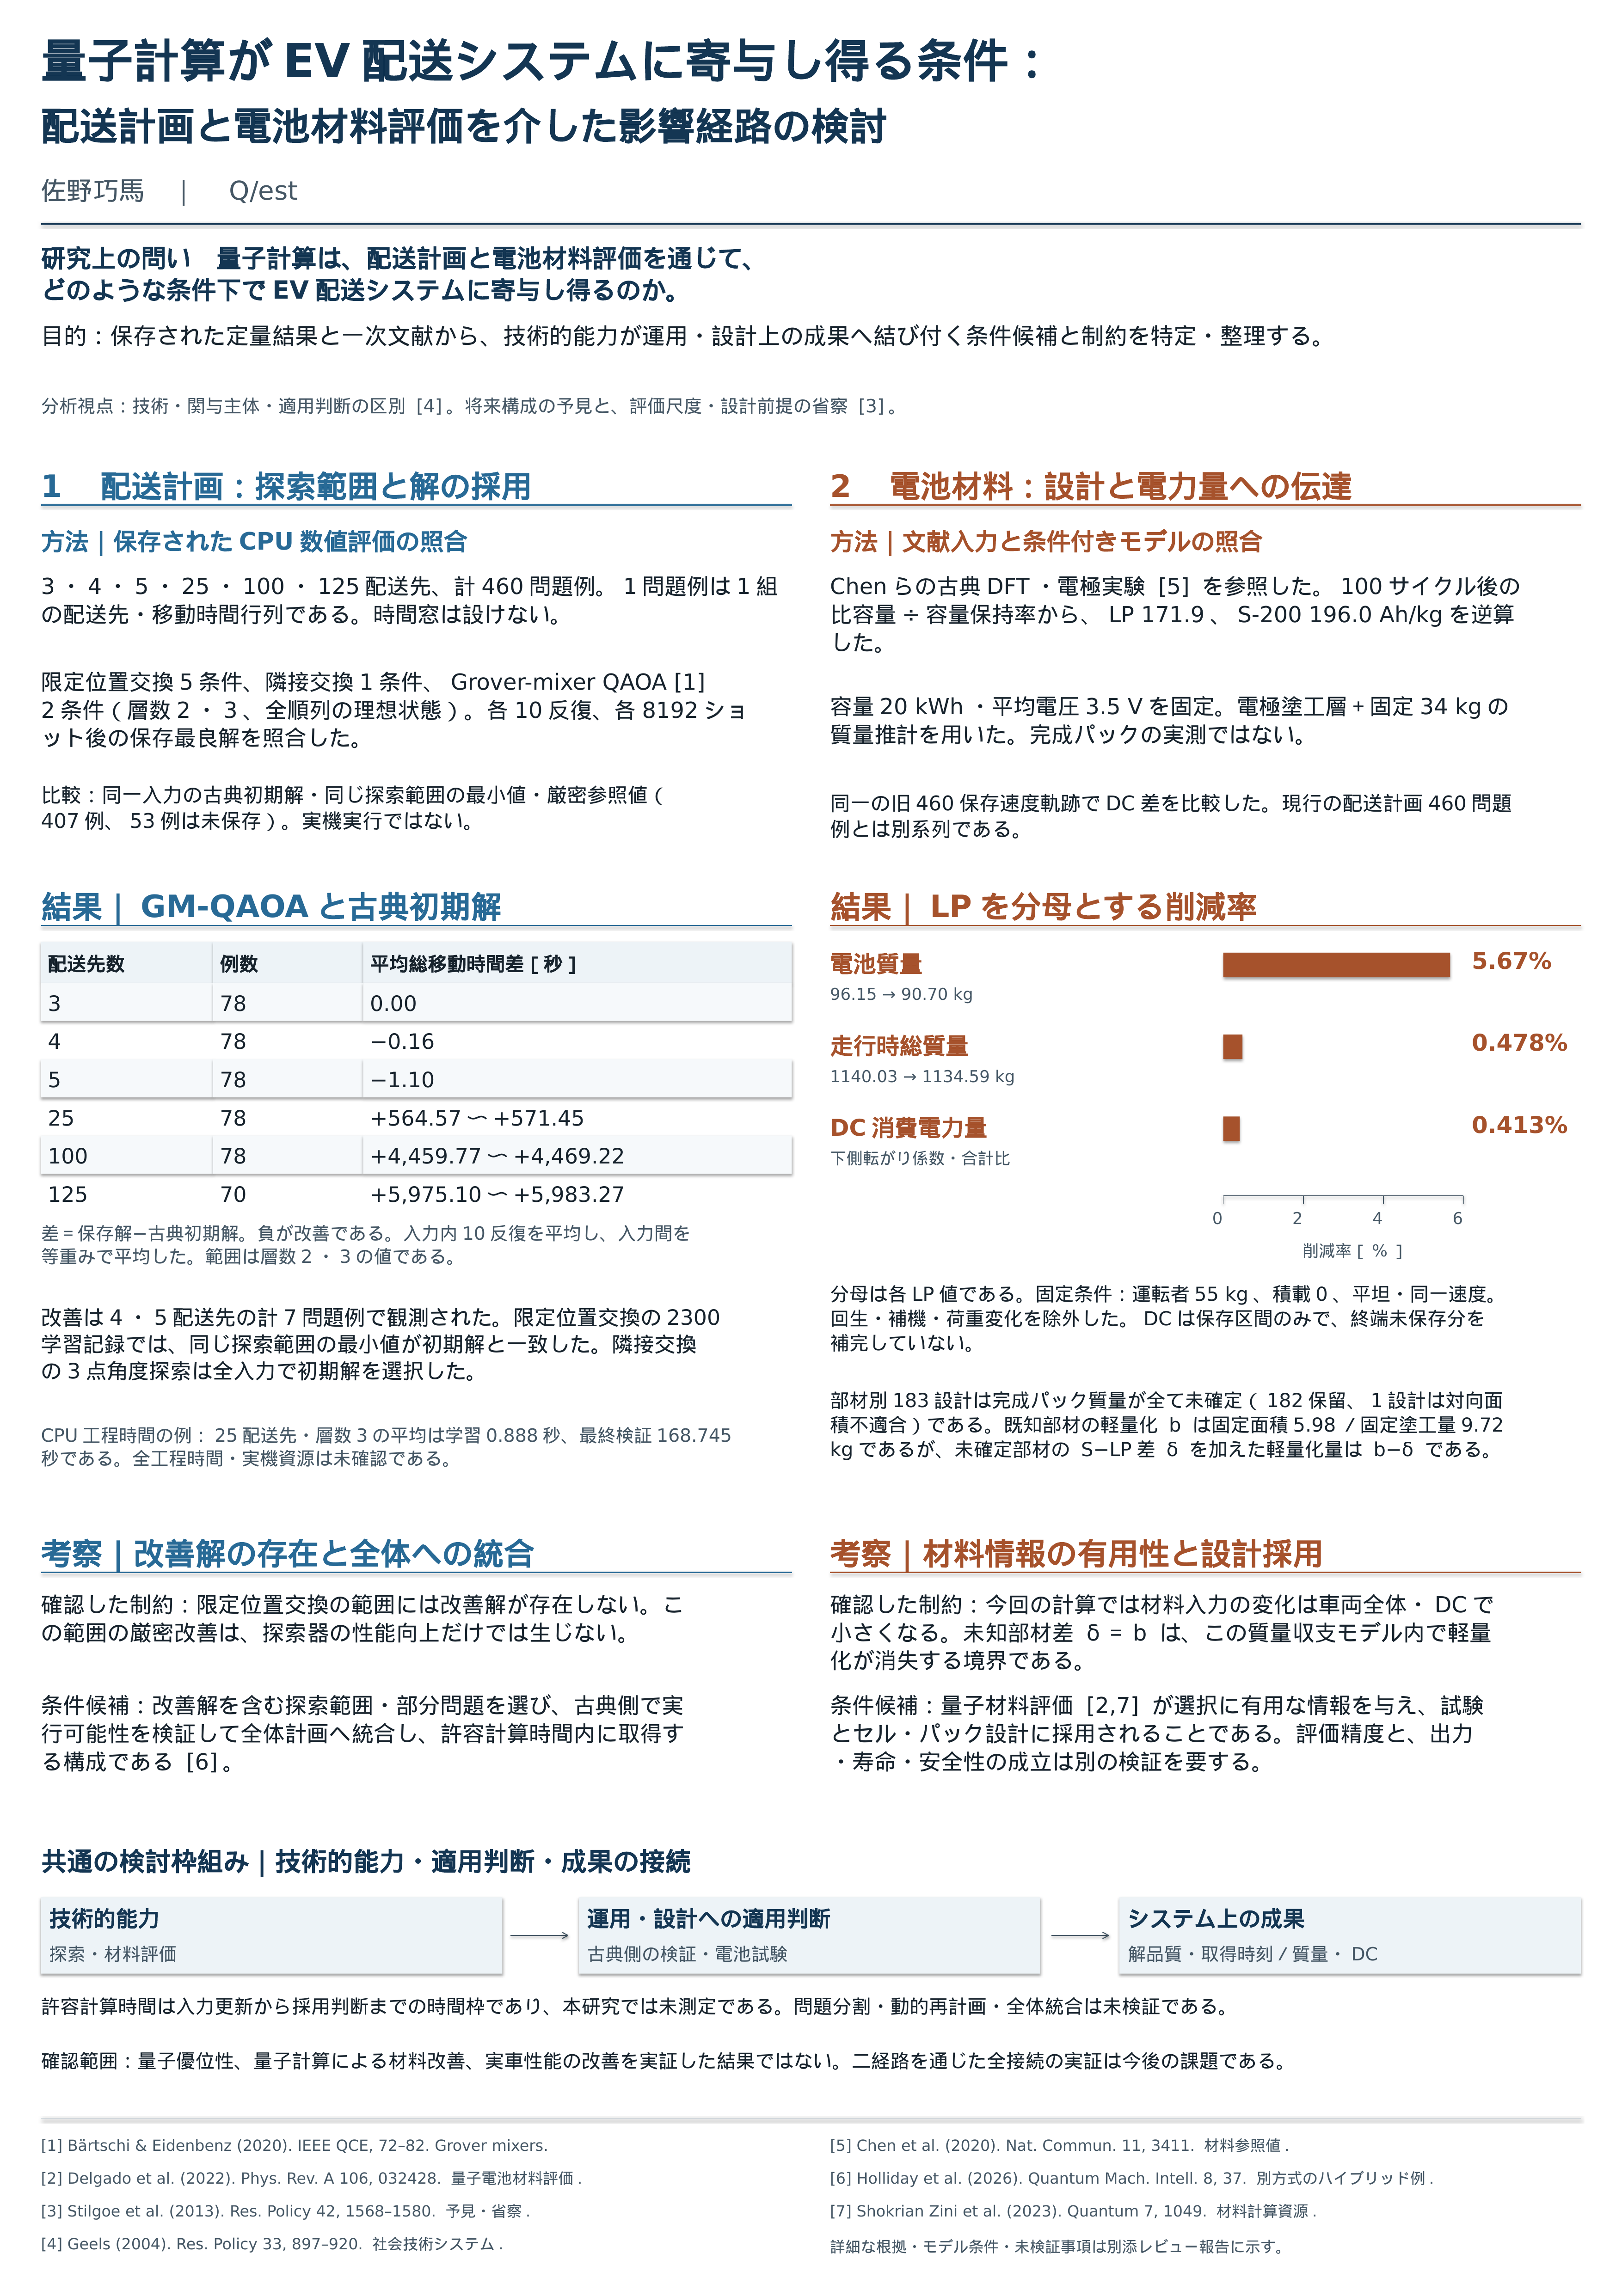 量子計算が EV 配送システムに寄与し得る条件：
配送計画と電池材料評価を介した影響経路の検討
佐野巧馬　|　Q/est
研究上の問い　量子計算は、配送計画と電池材料評価を通じて、
どのような条件下で EV 配送システムに寄与し得るのか。
目的：保存された定量結果と一次文献から、技術的能力が運用・設計上の成果へ結び付く条件候補と制約を特定・整理する。
分析視点：技術・関与主体・適用判断の区別 [4]。将来構成の予見と、評価尺度・設計前提の省察 [3]。
1　配送計画：探索範囲と解の採用
方法｜保存された CPU 数値評価の照合
3・4・5・25・100・125 配送先、計 460 問題例。1 問題例は 1 組
の配送先・移動時間行列である。時間窓は設けない。
限定位置交換 5 条件、隣接交換 1 条件、Grover-mixer QAOA [1]
2 条件（層数 2・3、全順列の理想状態）。各 10 反復、各 8192 ショ
ット後の保存最良解を照合した。
比較：同一入力の古典初期解・同じ探索範囲の最小値・厳密参照値（
407 例、53 例は未保存）。実機実行ではない。
結果｜GM-QAOA と古典初期解
配送先数 例数 平均総移動時間差 [ 秒 ]
3 78 0.00
4 78 −0.16
5 78 −1.10
25 78 +564.57 〜 +571.45
100 78 +4,459.77 〜 +4,469.22
125 70 +5,975.10 〜 +5,983.27
差 = 保存解−古典初期解。負が改善である。入力内 10 反復を平均し、入力間を
等重みで平均した。範囲は層数 2・3 の値である。
改善は 4・5 配送先の計 7 問題例で観測された。限定位置交換の 2300
学習記録では、同じ探索範囲の最小値が初期解と一致した。隣接交換
の 3 点角度探索は全入力で初期解を選択した。
CPU 工程時間の例：25 配送先・層数 3 の平均は学習 0.888 秒、最終検証 168.745
秒である。全工程時間・実機資源は未確認である。
考察｜改善解の存在と全体への統合
確認した制約：限定位置交換の範囲には改善解が存在しない。こ
の範囲の厳密改善は、探索器の性能向上だけでは生じない。
条件候補：改善解を含む探索範囲・部分問題を選び、古典側で実
行可能性を検証して全体計画へ統合し、許容計算時間内に取得す
る構成である [6]。
2　電池材料：設計と電力量への伝達
方法｜文献入力と条件付きモデルの照合
Chen らの古典 DFT・電極実験 [5] を参照した。100 サイクル後の
比容量 ÷ 容量保持率から、LP 171.9、S-200 196.0 Ah/kg を逆算
した。
容量 20 kWh・平均電圧 3.5 V を固定。電極塗工層 + 固定 34 kg の
質量推計を用いた。完成パックの実測ではない。
同一の旧 460 保存速度軌跡で DC 差を比較した。現行の配送計画 460 問題
例とは別系列である。
結果｜LP を分母とする削減率
電池質量 5.67%
96.15 → 90.70 kg
走行時総質量 0.478%
1140.03 → 1134.59 kg
DC 消費電力量 0.413%
下側転がり係数・合計比
0 2 4 6
削減率 [ % ]
分母は各 LP 値である。固定条件：運転者 55 kg、積載 0、平坦・同一速度。
回生・補機・荷重変化を除外した。DC は保存区間のみで、終端未保存分を
補完していない。
部材別 183 設計は完成パック質量が全て未確定（182 保留、1 設計は対向面
積不適合）である。既知部材の軽量化 b は固定面積 5.98 / 固定塗工量 9.72
kg であるが、未確定部材の S−LP 差 δ を加えた軽量化量は b−δ である。
考察｜材料情報の有用性と設計採用
確認した制約：今回の計算では材料入力の変化は車両全体・DC で
小さくなる。未知部材差 δ = b は、この質量収支モデル内で軽量
化が消失する境界である。
条件候補：量子材料評価 [2,7] が選択に有用な情報を与え、試験
とセル・パック設計に採用されることである。評価精度と、出力
・寿命・安全性の成立は別の検証を要する。
共通の検討枠組み｜技術的能力・適用判断・成果の接続
技術的能力
探索・材料評価
運用・設計への適用判断
古典側の検証・電池試験
システム上の成果
解品質・取得時刻 / 質量・DC
許容計算時間は入力更新から採用判断までの時間枠であり、本研究では未測定である。問題分割・動的再計画・全体統合は未検証である。
確認範囲：量子優位性、量子計算による材料改善、実車性能の改善を実証した結果ではない。二経路を通じた全接続の実証は今後の課題である。
[1] Bärtschi & Eidenbenz (2020). IEEE QCE, 72–82. Grover mixers.
[2] Delgado et al. (2022). Phys. Rev. A 106, 032428. 量子電池材料評価 .
[3] Stilgoe et al. (2013). Res. Policy 42, 1568–1580. 予見・省察 .
[4] Geels (2004). Res. Policy 33, 897–920. 社会技術システム .
[5] Chen et al. (2020). Nat. Commun. 11, 3411. 材料参照値 .
[6] Holliday et al. (2026). Quantum Mach. Intell. 8, 37. 別方式のハイブリッド例 .
[7] Shokrian Zini et al. (2023). Quantum 7, 1049. 材料計算資源 .
詳細な根拠・モデル条件・未検証事項は別添レビュー報告に示す。